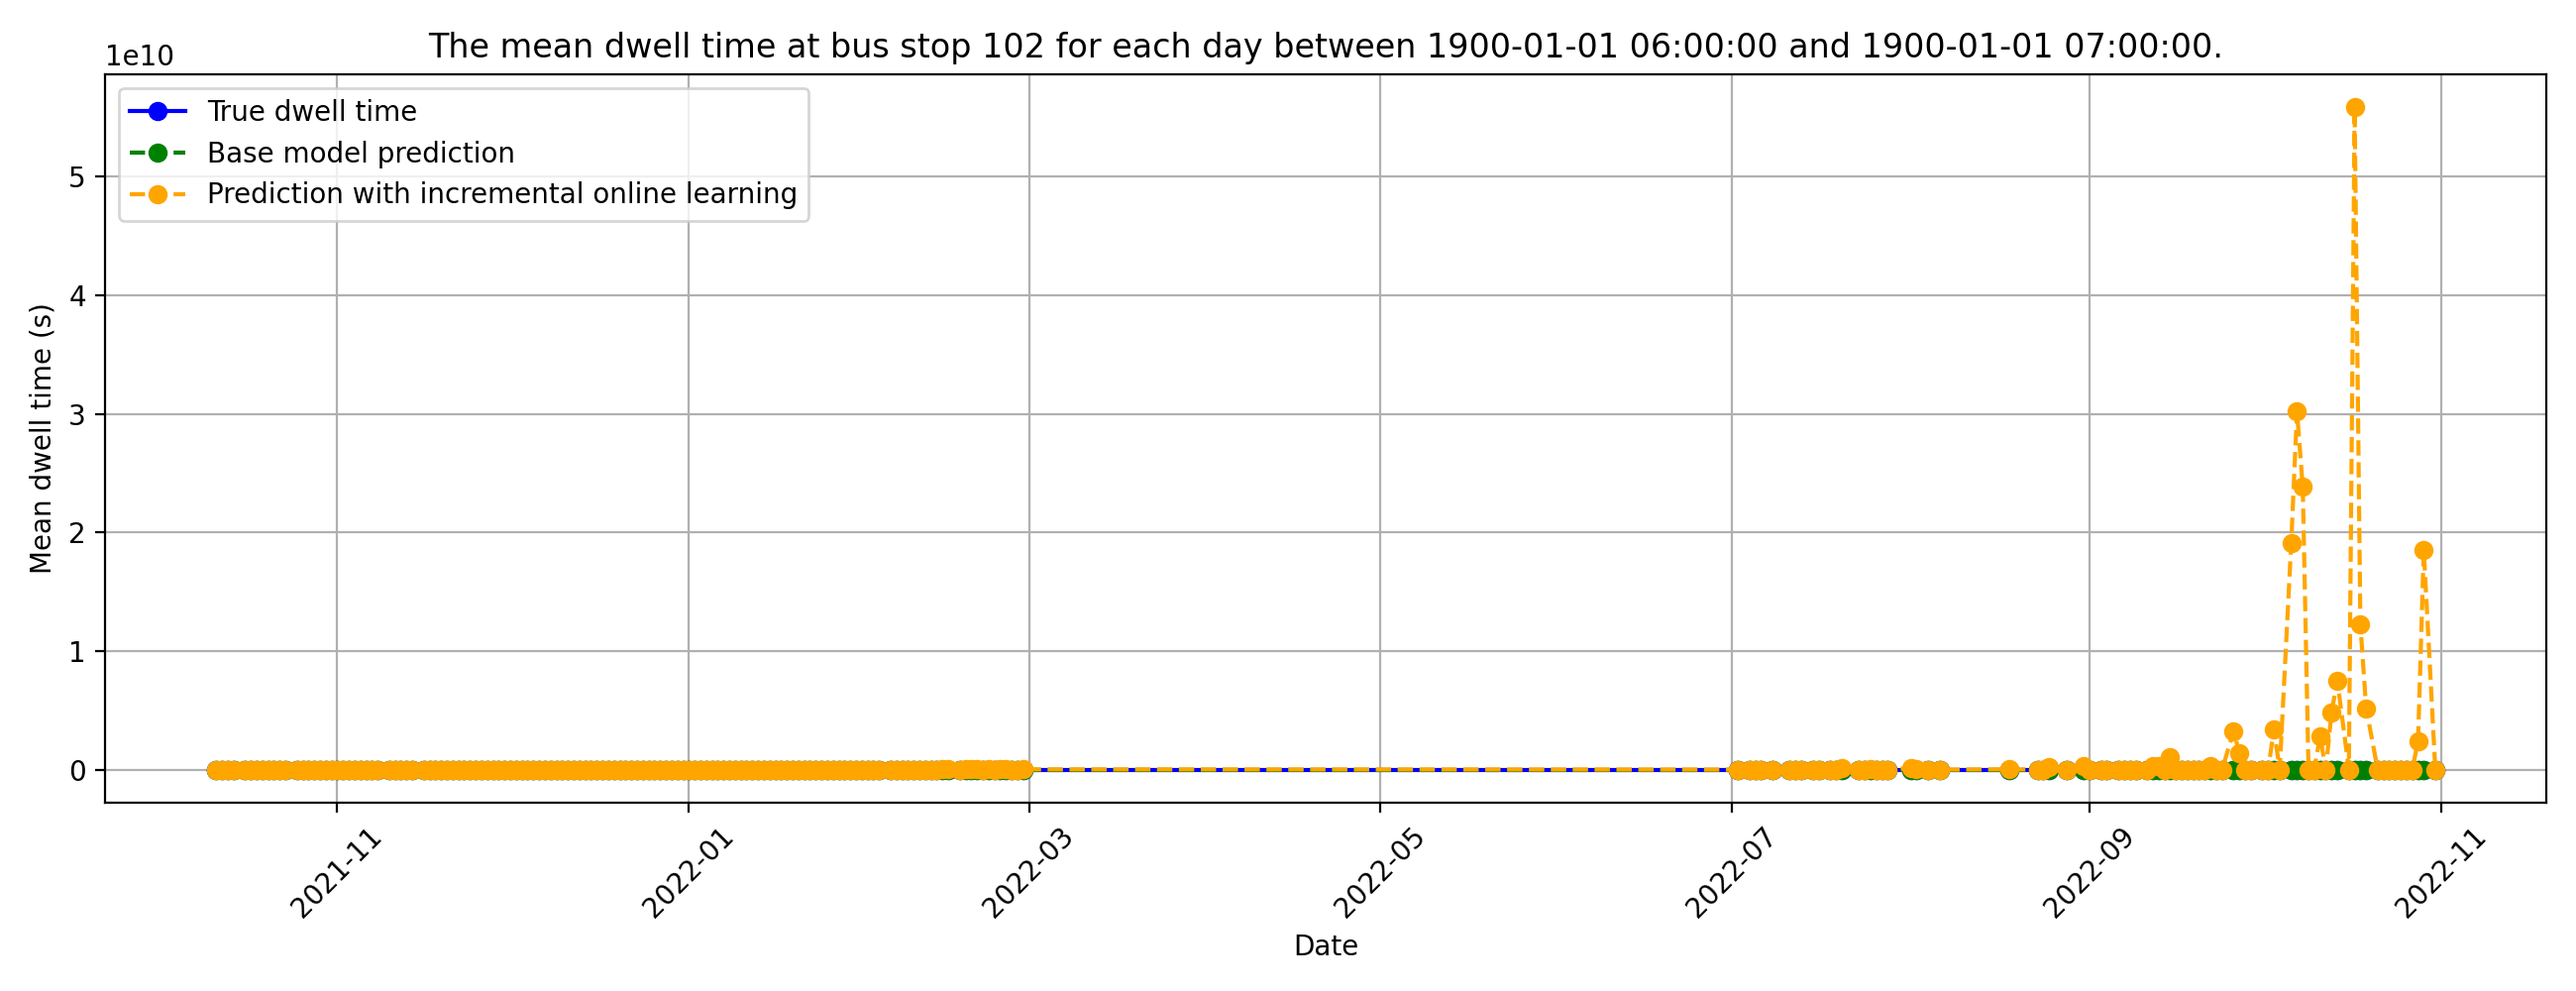 The mean dwell time at bus stop 102 for each day between 1900-01-01 06:00:00 and 1900-01-01 07:00:00.
1e10
True dwell time
Base model prediction
Prediction with incremental online learning
Mean dwell time (s)
5
4
3
2
1
0
2021-11
2022-01
2022-03
2022-05
2022-07
2022-09
2022-11
Date